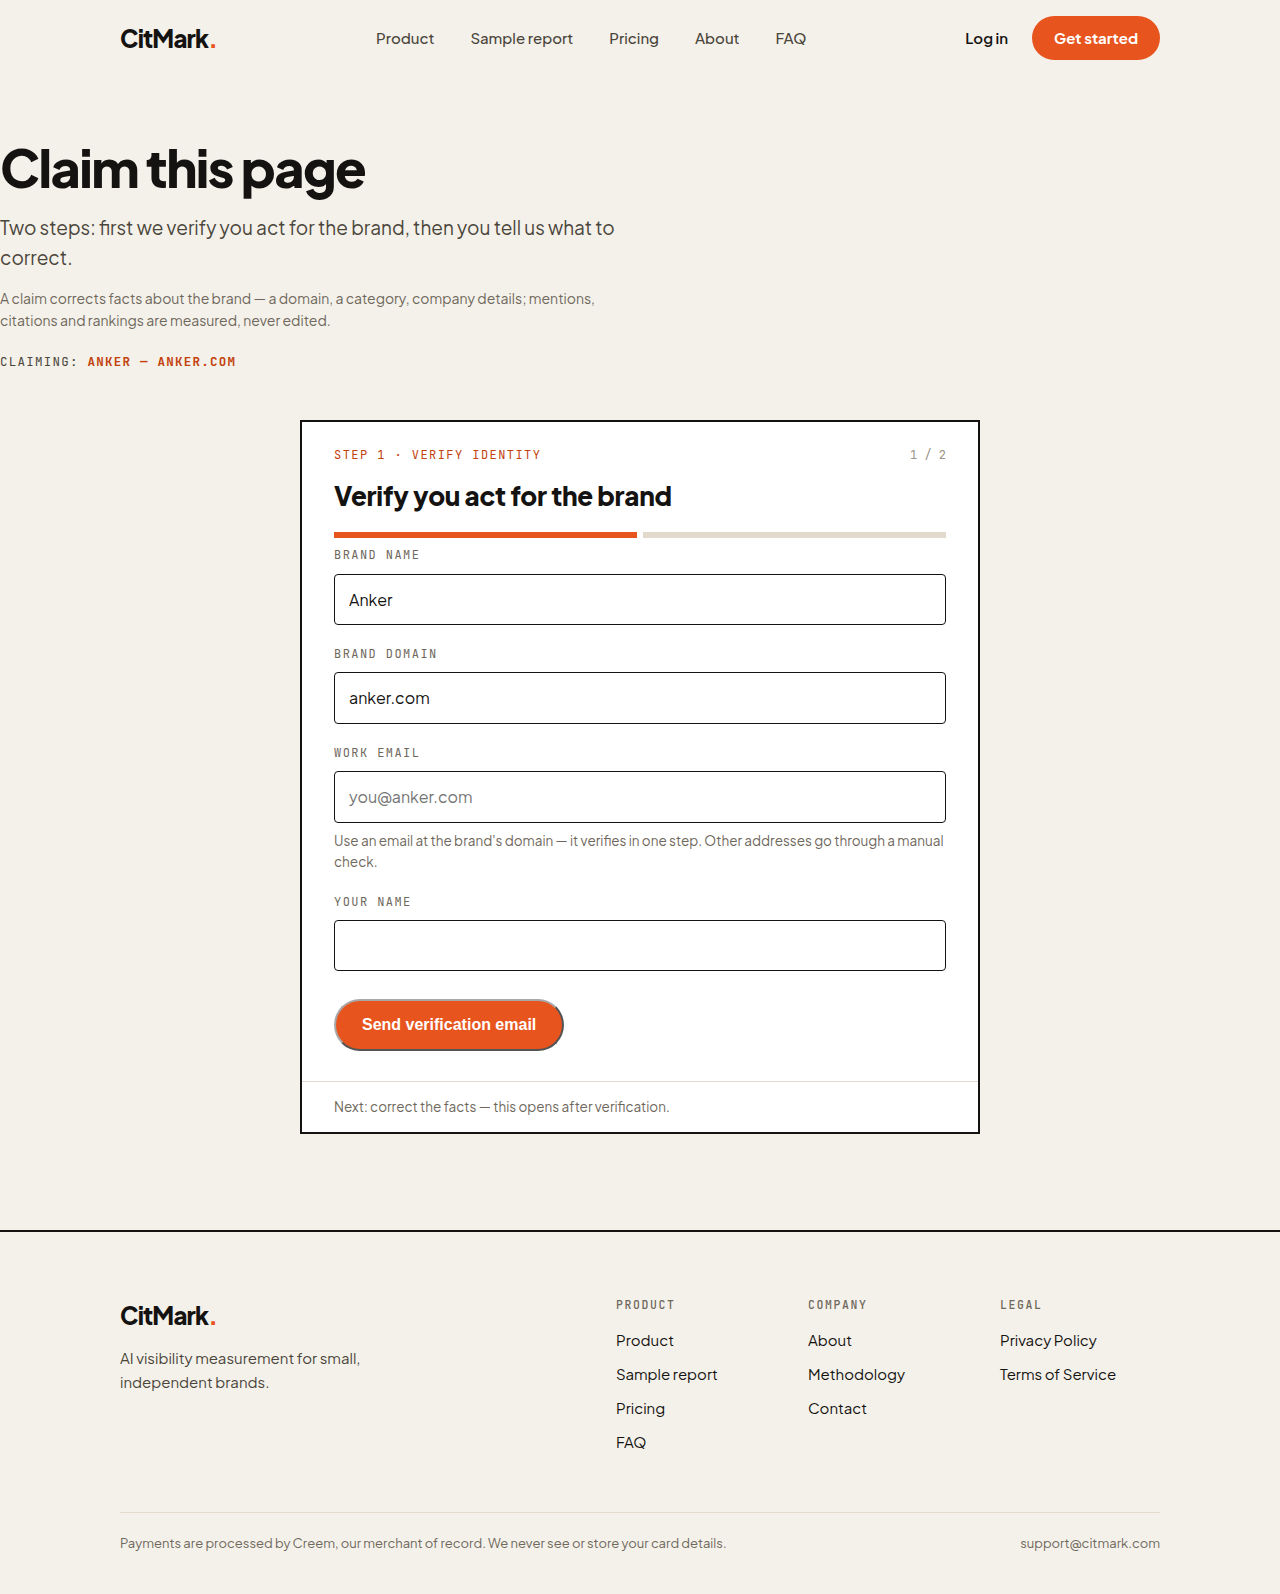 CitMark.
Product
Sample report
Pricing
About
FAQ
Log in
Get started
Claim this page
Two steps: first we verify you act for the brand, then you tell us what to
correct.
A claim corrects facts about the brand — a domain, a category, company details; mentions,
citations and rankings are measured, never edited.
CLAIMING: ANKER — ANKER.COM
STEP 1 · VERIFY IDENTITY
1 / 2
Verify you act for the brand
BRAND NAME
Anker
BRAND DOMAIN
anker.com
WORK EMAIL
you@anker.com
Use an email at the brand's domain — it verifies in one step. Other addresses go through a manual
check.
YOUR NAME
Send verification email
Next: correct the facts — this opens after verification.
CitMark.
AI visibility measurement for small,
independent brands.
PRODUCT
Product
Sample report
Pricing
FAQ
COMPANY
About
Methodology
Contact
LEGAL
Privacy Policy
Terms of Service
Payments are processed by Creem, our merchant of record. We never see or store your card details.
support@citmark.com